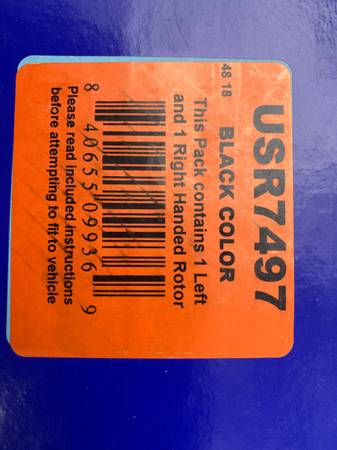 USR7497
48 18 BLACK COLOR
This Pack contains 1 Left
and 1 Right Handed Rotor
8 40655 09936 9
Please read included instructions
before attempting to fit to vehicle